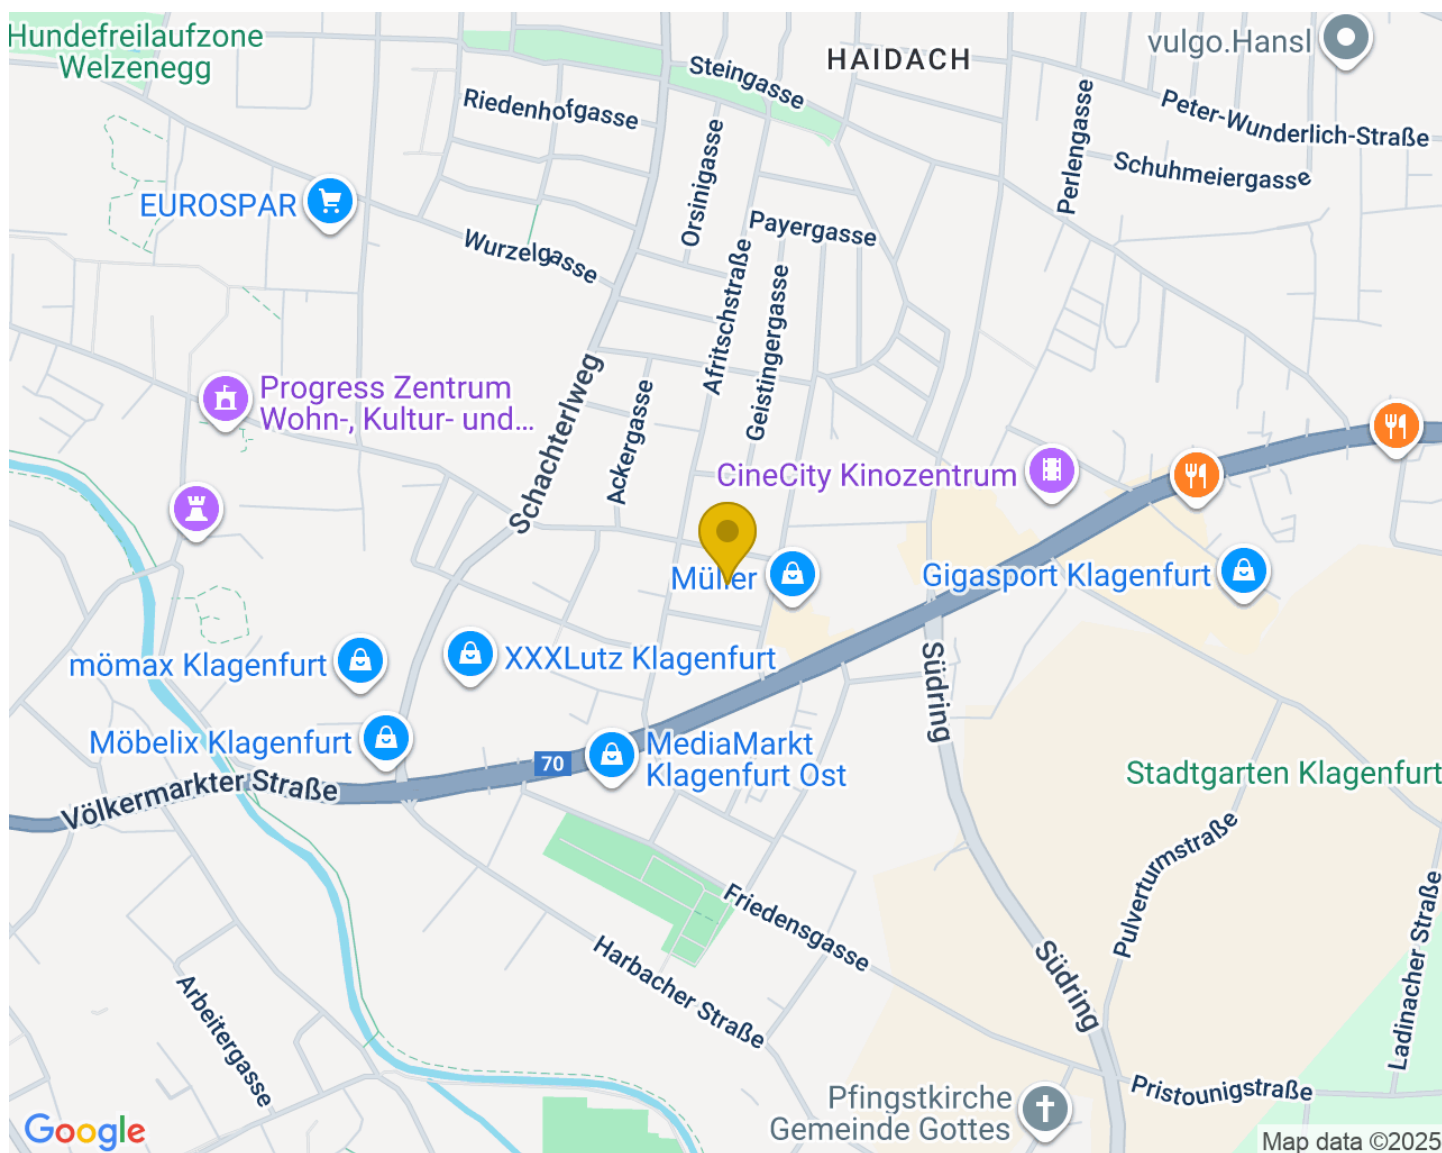 Hundefreilaufzone
Welzenegg
HAIDACH
vulgo.Hansl
Steingasse
Riedenhofgasse
Peter-Wunderlich-Straße
Perlengasse
Schuhmeiergasse
Orsinigasse
EUROSPAR
Payergasse
Wurzelgasse
Afritschstraße
Geistingergasse
Schachterlweg
Ackergasse
Progress Zentrum
Wohn-, Kultur- und...
CineCity Kinozentrum
Müller
Gigasport Klagenfurt
mömax Klagenfurt
XXXLutz Klagenfurt
Südring
Möbelix Klagenfurt
MediaMarkt
Klagenfurt Ost
70
Völkermarkter Straße
Stadtgarten Klagenfurt
Pulverturmstraße
Friedensgasse
Ladinacher Straße
Harbacher Straße
Südring
Arbeitergasse
Pristounigstraße
Pfingstkirche
Gemeinde Gottes
Google
Map data ©2025